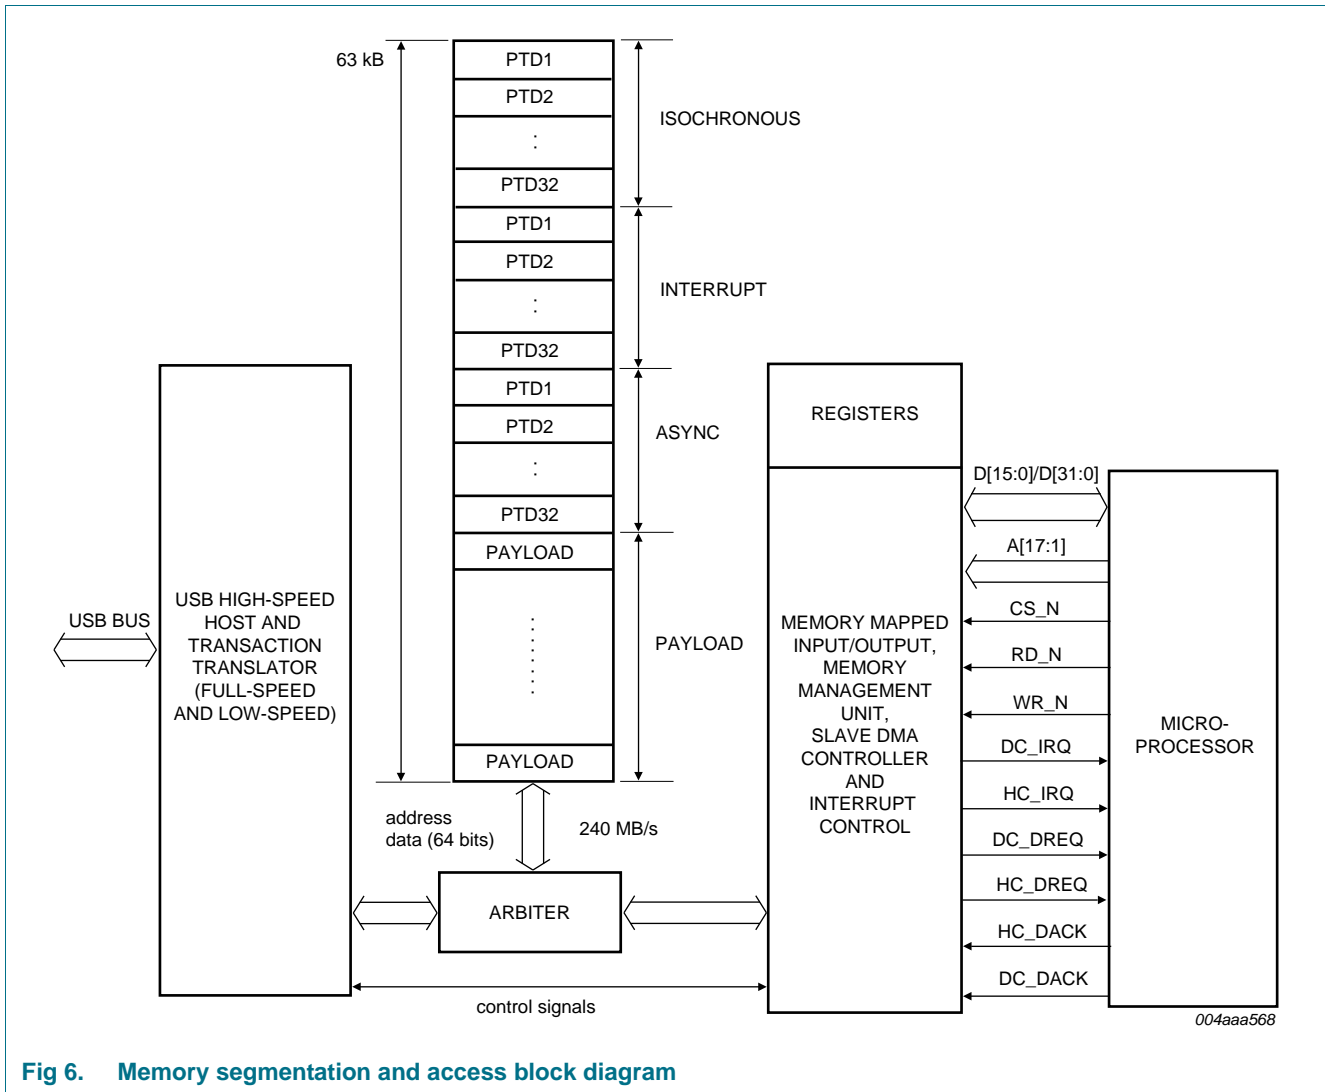 63 kB
PTD1
PTD2
PTD32
ISOCHRONOUS
PTD1
PTD2
PTD32
INTERRUPT
PTD1
PTD2
PTD32
ASYNC
PAYLOAD
PAYLOAD
PAYLOAD
USB BUS
USB HIGH-SPEED
HOST AND
TRANSACTION
TRANSLATOR
(FULL-SPEED
AND LOW-SPEED)
address
data (64 bits)
240 MB/s
ARBITER
control signals
REGISTERS
MEMORY MAPPED
INPUT/OUTPUT,
MEMORY
MANAGEMENT
UNIT,
SLAVE DMA
CONTROLLER
AND
INTERRUPT
CONTROL
D[15:0]/D[31:0]
A[17:1]
CS_N
RD_N
WR_N
DC_IRQ
HC_IRQ
DC_DREQ
HC_DREQ
HC_DACK
DC_DACK
MICRO-
PROCESSOR
004aaa568
Fig 6. Memory segmentation and access block diagram